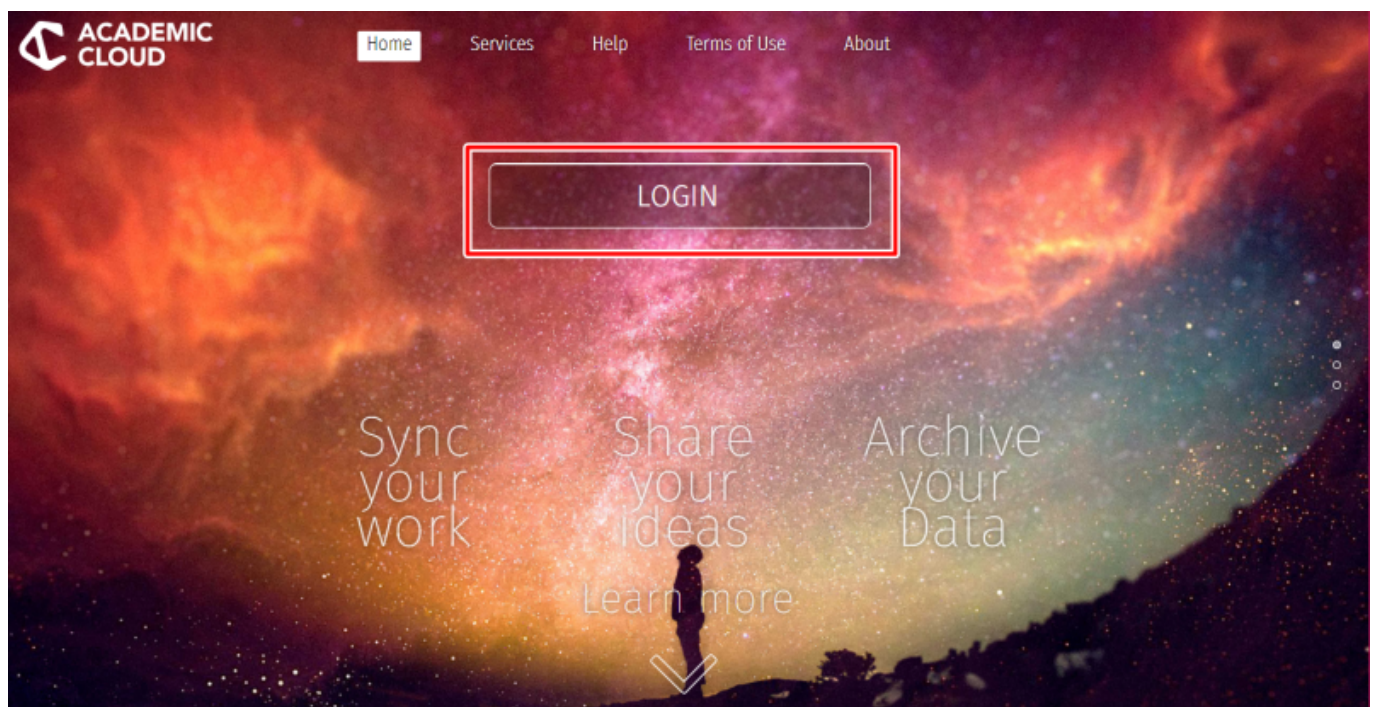 ACADEMIC
CLOUD
Home Services Help Terms of Use About
LOGIN
Sync
your
work
Share
your
ideas
Archive
your
Data
Learn more